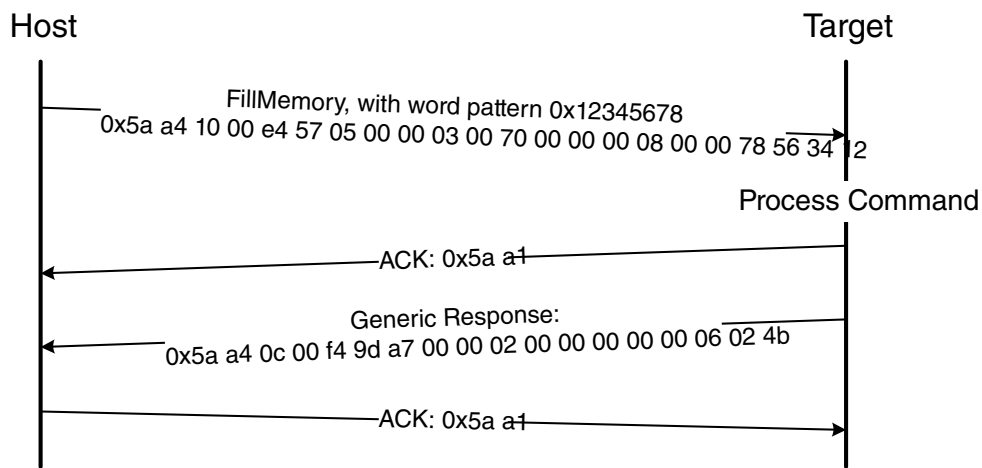 Host
Target
FillMemory, with word pattern 0x12345678
0x5a a4 10 00 e4 57 05 00 00 03 00 70 00 00 00 08 00 00 78 56 34 12
Process Command
ACK: 0x5a a1
Generic Response:
0x5a a4 0c 00 f4 9d a7 00 00 02 00 00 00 00 00 06 02 4b
ACK: 0x5a a1